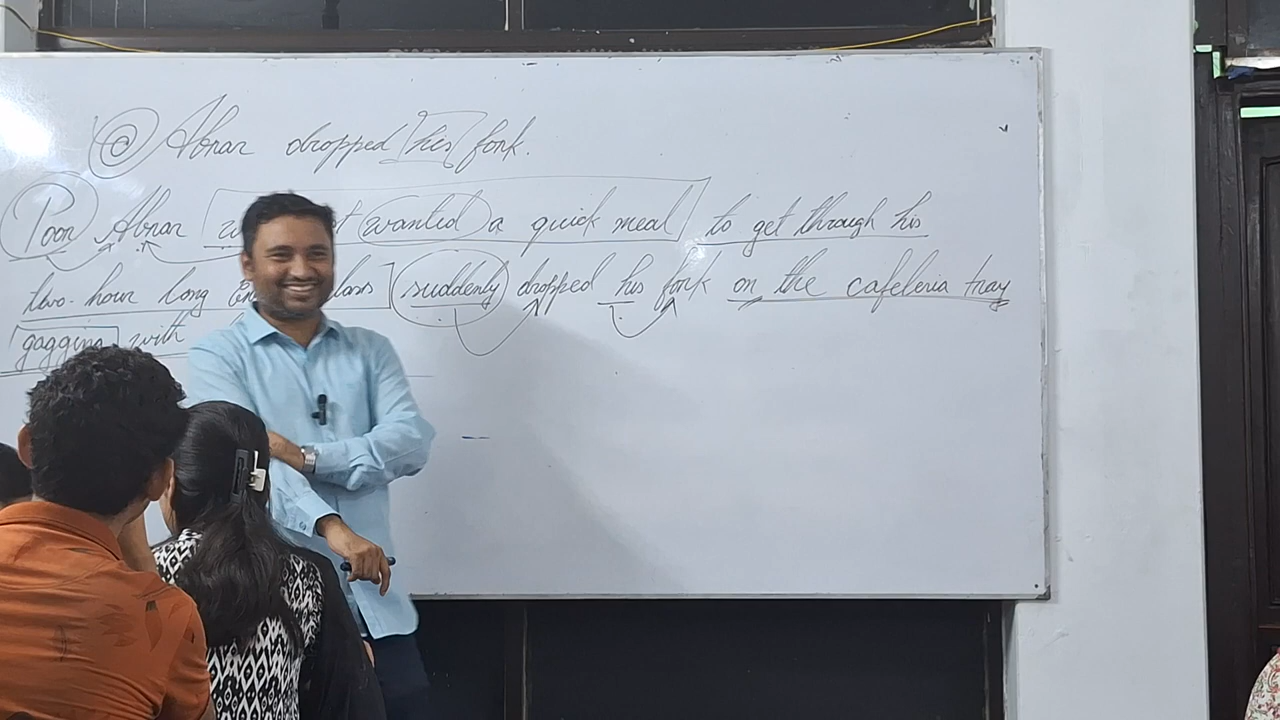 @ Abrar dropped his fork.
Poor Abrar wanted a quick meal to get through his
two-hour long class suddenly dropped his fork on the cafeteria tray
gagging with